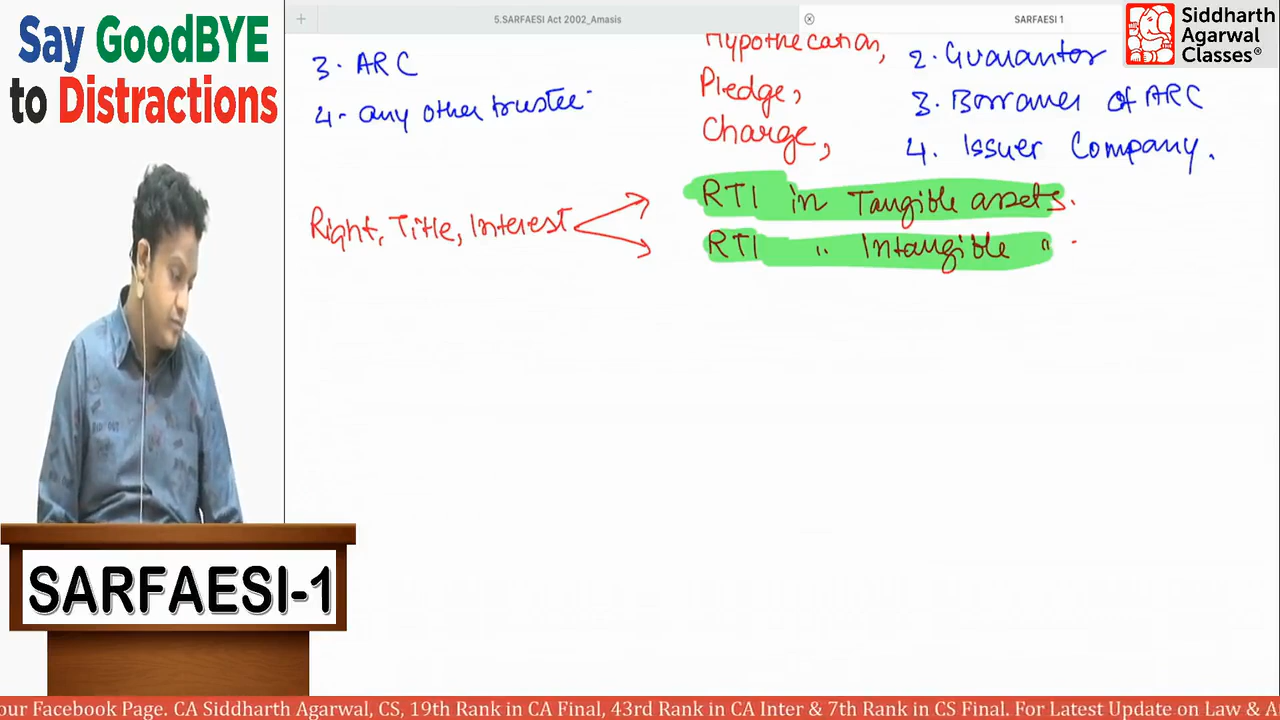 Say GoodBYE
to Distractions
5.SARFAESI Act 2002_Amasis
SARFAESI 1
Siddharth
Agarwal
Classes®
3. ARC
4. any other trustee
Hypothecation,
Pledge,
Charge,
2. Guarantor
3. Borrower of ARC
4. Issuer Company.
Right, Title, Interest
RTI in Tangible assets.
RTI " Intangible " .
SARFAESI-1
our Facebook Page. CA Siddharth Agarwal, CS, 19th Rank in CA Final, 43rd Rank in CA Inter & 7th Rank in CS Final. For Latest Update on Law & A